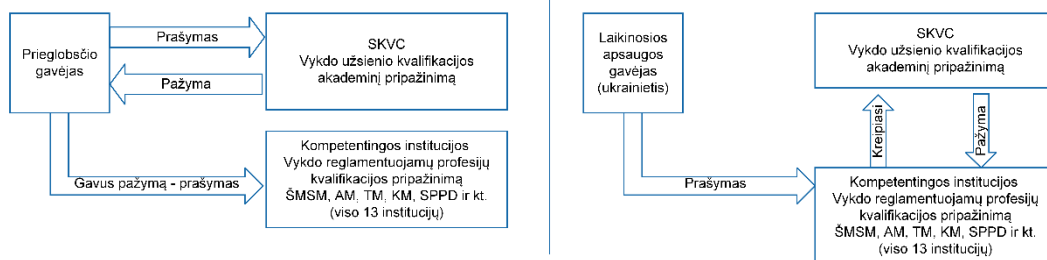 Prieglobsčio
gavėjas
Prašymas
Pažyma
SKVC
Vykdo užsienio kvalifikacijos
akademinį pripažinimą
Gavus pažymą - prašymas
Kompetentingos institucijos
Vykdo reglamentuojamų profesijų
kvalifikacijos pripažinimą
ŠMSM, AM, TM, KM, SPPD ir kt.
(viso 13 institucijų)
Laikinosios
apsaugos
gavėjas
(ukrainietis)
SKVC
Vykdo užsienio kvalifikacijos
akademinį pripažinimą
Kreipiasi
Pažyma
Prašymas
Kompetentingos institucijos
Vykdo reglamentuojamų profesijų
kvalifikacijos pripažinimą
ŠMSM, AM, TM, KM, SPPD ir kt.
(viso 13 institucijų)